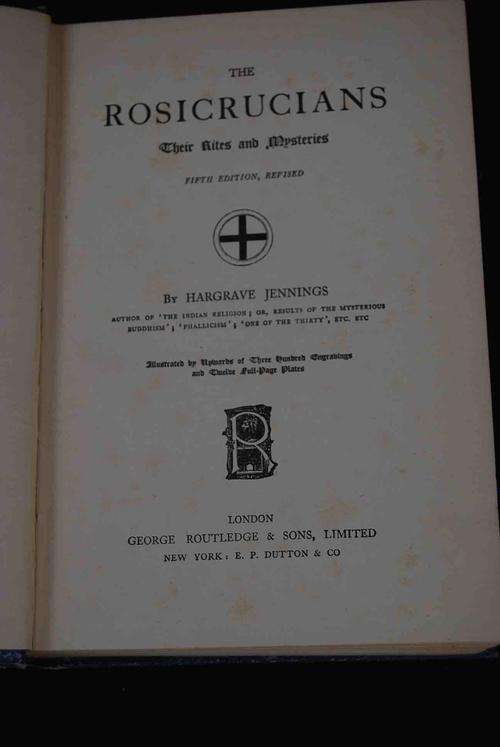 THE
ROSICRUCIANS
Their Rites and Mysteries
FIFTH EDITION, REVISED
By HARGRAVE JENNINGS
AUTHOR OF 'THE INDIAN RELIGION; OR, RESULTS OF THE MYSTERIOUS
BUDDHISM'; 'PHALLICISM'; 'ONE OF THE THIRTY', ETC. ETC
Illustrated by Upwards of Three Hundred Engravings
and Twelve Full-Page Plates
R
LONDON
GEORGE ROUTLEDGE & SONS, LIMITED
NEW YORK: E. P. DUTTON & CO